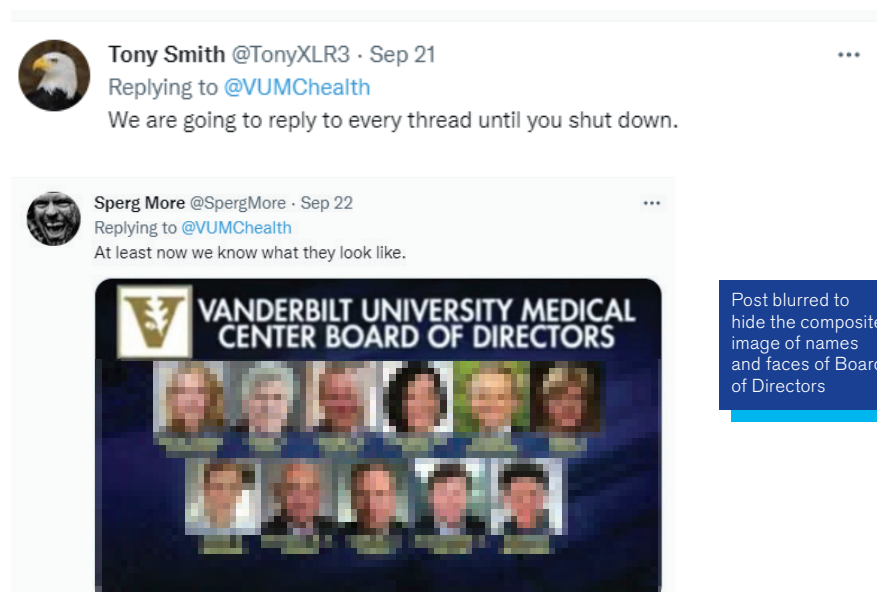 Tony Smith @TonyXLR3 · Sep 21
Replying to @VUMChealth
We are going to reply to every thread until you shut down.
Sperg More @SpergMore · Sep 22
Replying to @VUMChealth
At least now we know what they look like.
V
VANDERBILT UNIVERSITY MEDICAL
CENTER BOARD OF DIRECTORS
Post blurred to
hide the composite
image of names
and faces of Board
of Directors